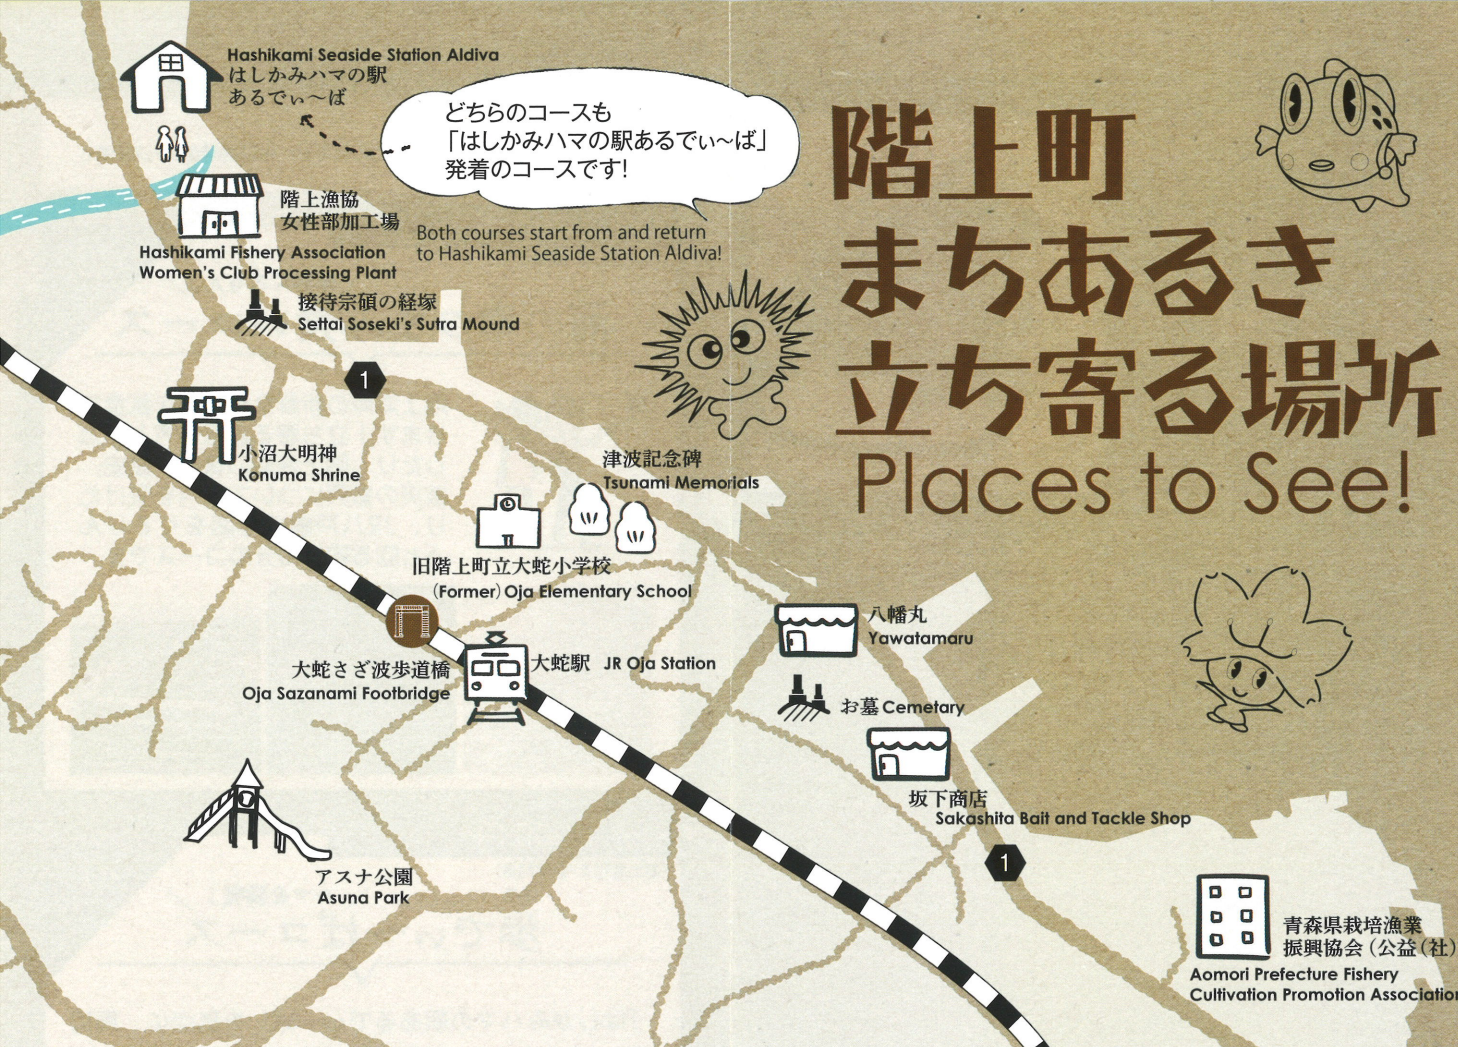 Hashikami Seaside Station Aldiva
はしかみハマの駅
あるでぃ～ば
どちらのコースも
「はしかみハマの駅あるでぃ～ば」
発着のコースです!
Both courses start from and return
to Hashikami Seaside Station Aldiva!
階上町
まちあるき
立ち寄る場所
Places to See!
階上漁協
女性部加工場
Hashikami Fishery Association
Women's Club Processing Plant
接待宗碩の経塚
Settai Soseki's Sutra Mound
1
小沼大明神
Konuma Shrine
津波記念碑
Tsunami Memorials
旧階上町立大蛇小学校
(Former) Oja Elementary School
大蛇さざ波歩道橋
Oja Sazanami Footbridge
大蛇駅 JR Oja Station
八幡丸
Yawatamaru
お墓 Cemetary
坂下商店
Sakashita Bait and Tackle Shop
1
アスナ公園
Asuna Park
青森県栽培漁業
振興協会（公益(社)
Aomori Prefecture Fishery
Cultivation Promotion Association